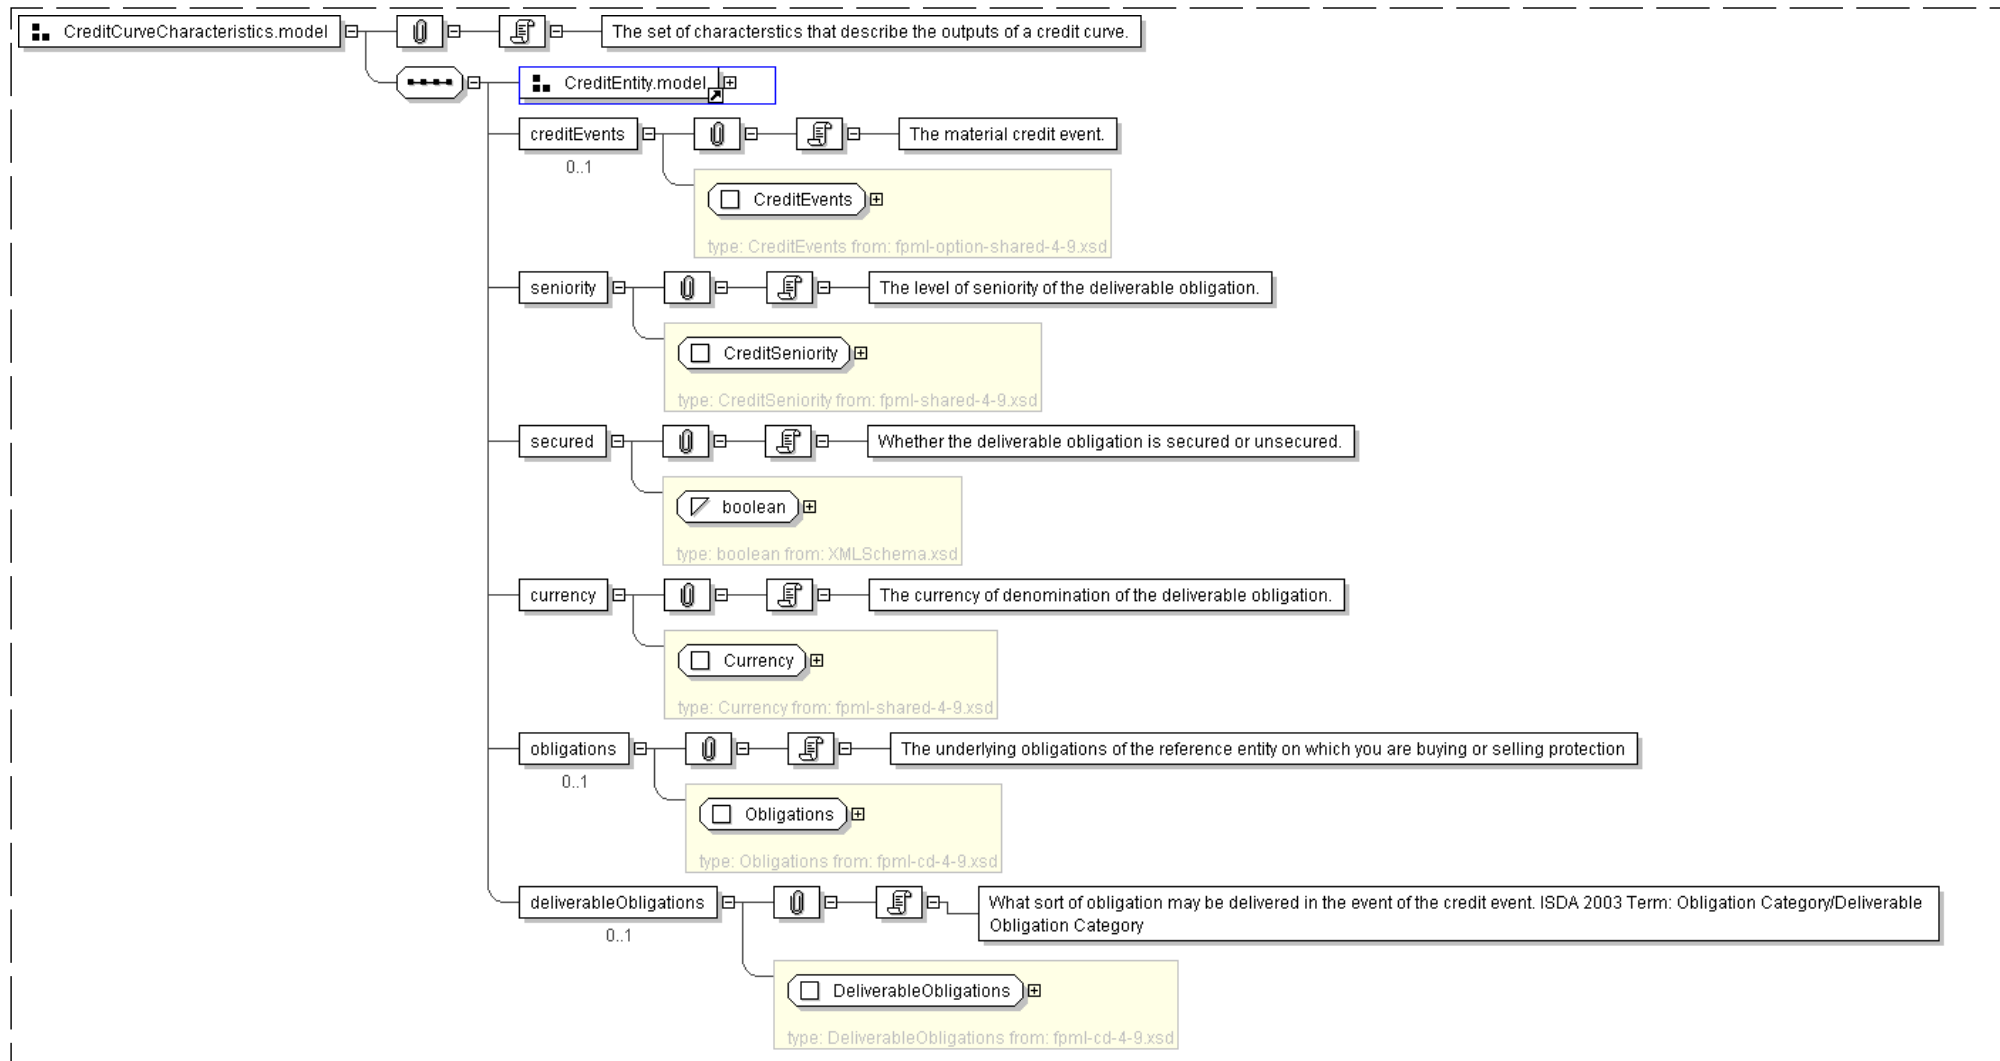 CreditCurveCharacteristics.model
The set of characterstics that describe the outputs of a credit curve.
CreditEntity.model
creditEvents
The material credit event.
0..1
CreditEvents
type: CreditEvents from: fpml-option-shared-4-9.xsd
seniority
The level of seniority of the deliverable obligation.
CreditSeniority
type: CreditSeniority from: fpml-shared-4-9.xsd
secured
Whether the deliverable obligation is secured or unsecured.
boolean
type: boolean from: XMLSchema.xsd
currency
The currency of denomination of the deliverable obligation.
Currency
type: Currency from: fpml-shared-4-9.xsd
obligations
The underlying obligations of the reference entity on which you are buying or selling protection
0..1
Obligations
type: Obligations from: fpml-cd-4-9.xsd
deliverableObligations
What sort of obligation may be delivered in the event of the credit event. ISDA 2003 Term: Obligation Category/Deliverable
Obligation Category
0..1
DeliverableObligations
type: DeliverableObligations from: fpml-cd-4-9.xsd